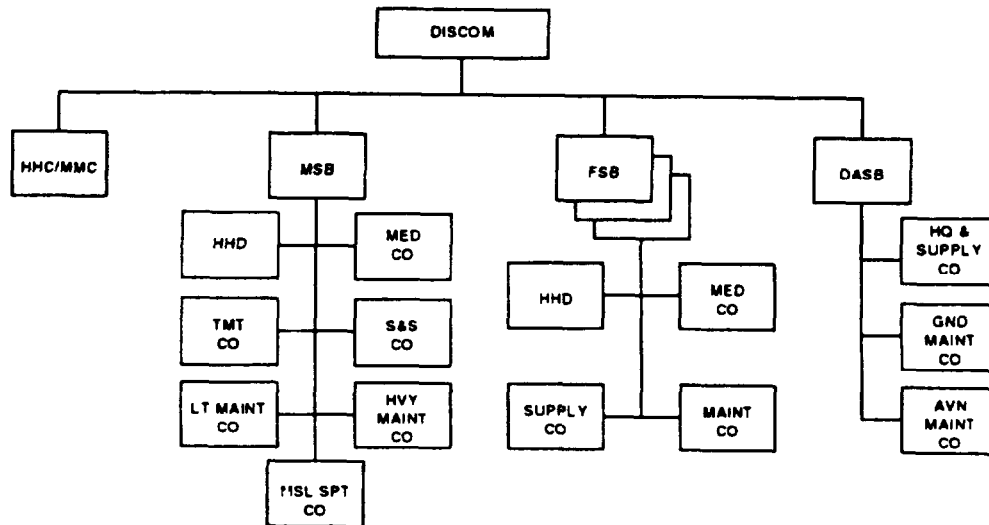 DISCOM
HHC/MMC
MSB
FSB
DASB
HHD
MED
CO
TMT
CO
S&S
CO
LT MAINT
CO
HVY
MAINT
CO
MSL SPT
CO
HHD
MED
CO
SUPPLY
CO
MAINT
CO
HQ &
SUPPLY
CO
GND
MAINT
CO
AVN
MAINT
CO